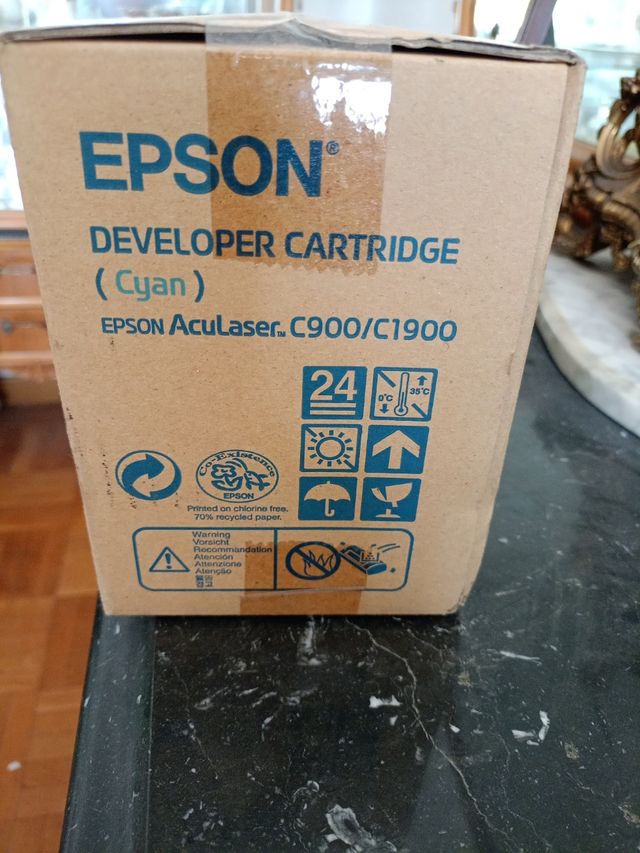 EPSON®
DEVELOPER CARTRIDGE
( Cyan )
EPSON AcuLaser™ C900/C1900
24
0°C
35°C
Co-Existence
EPSON
Printed on chlorine free.
70% recycled paper.
Warning
Vorsicht
Recommandation
Atención
Attenzione
Atenção